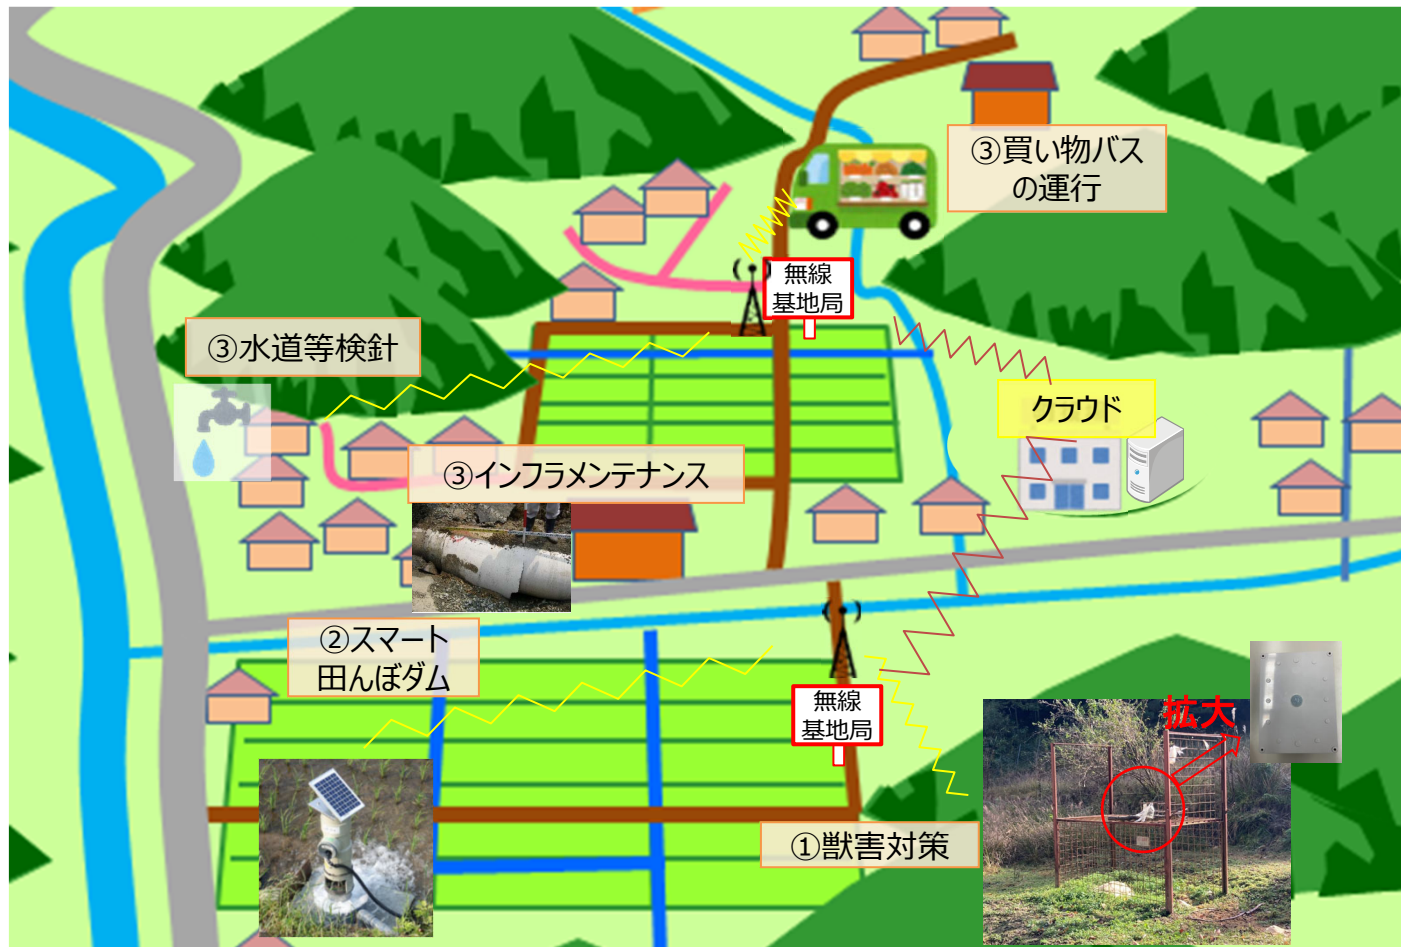 ③買い物バス
の運行
無線
基地局
③水道等検針
クラウド
③インフラメンテナンス
②スマート
田んぼダム
無線
基地局
拡大
①獣害対策